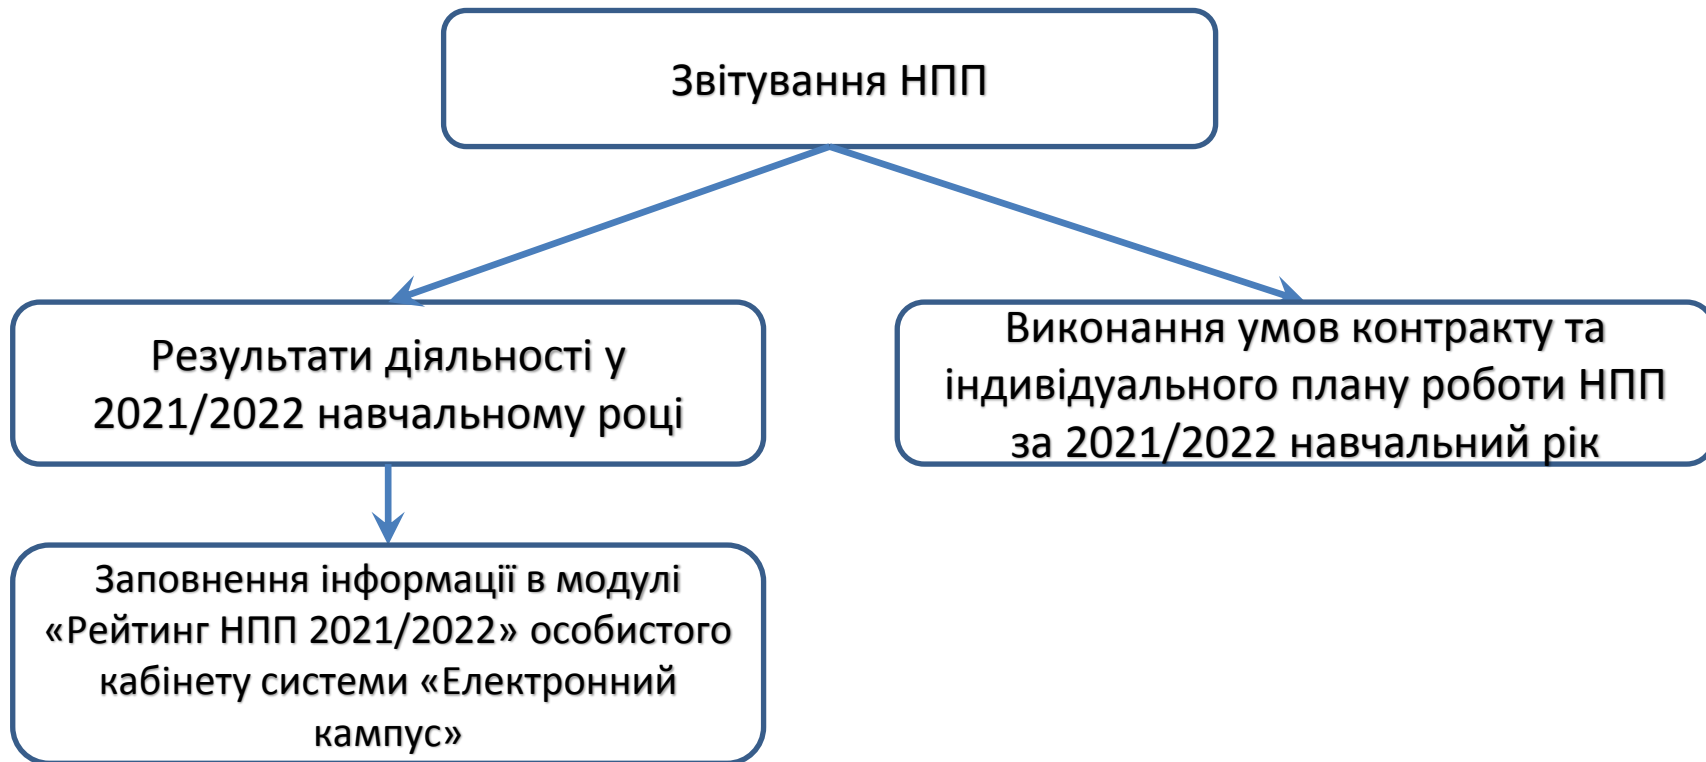 Звітування НПП
Результати діяльності у
2021/2022 навчальному році
Виконання умов контракту та
індивідуального плану роботи НПП
за 2021/2022 навчальний рік
Заповнення інформації в модулі
«Рейтинг НПП 2021/2022» особистого
кабінету системи «Електронний
кампус»